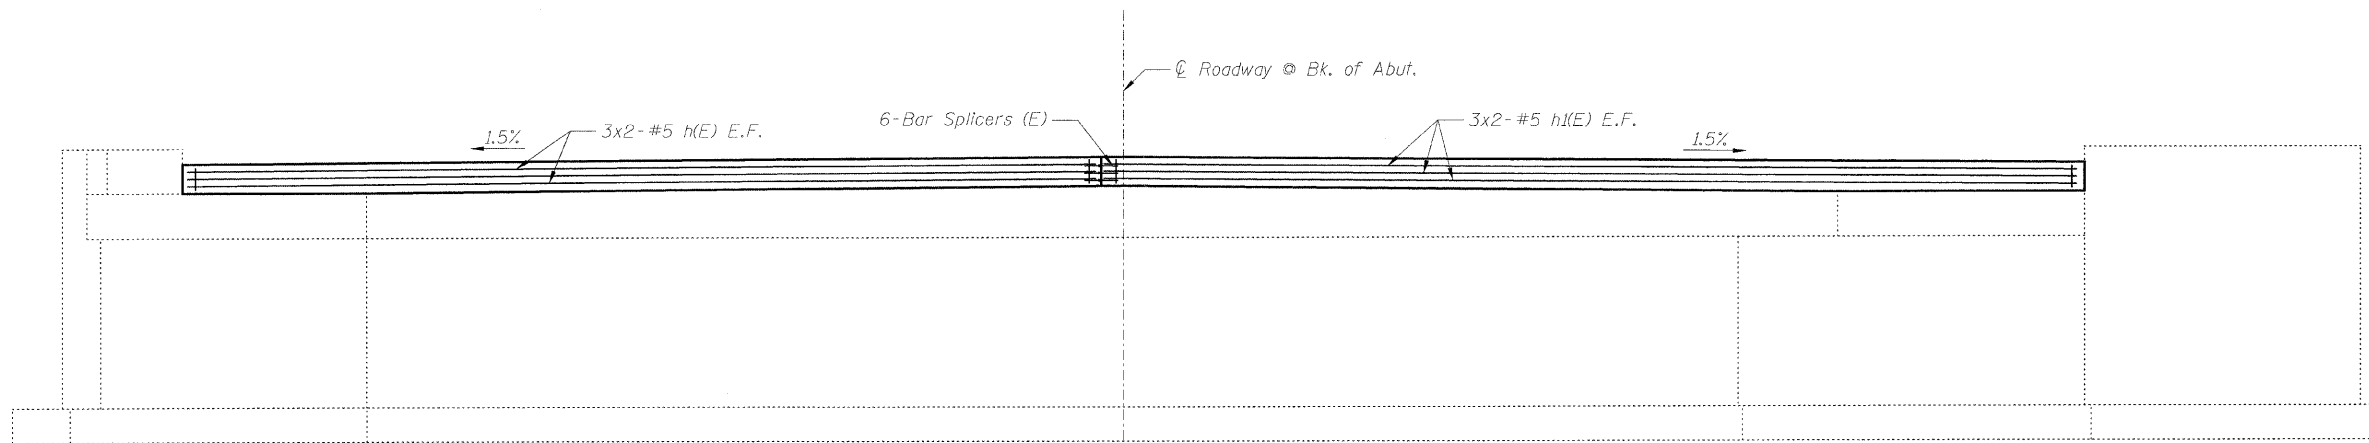 ℄ Roadway @ Bk. of Abut.
6-Bar Splicers (E)
3x2-#5 h(E) E.F.
3x2-#5 h1(E) E.F.
1.5%
1.5%